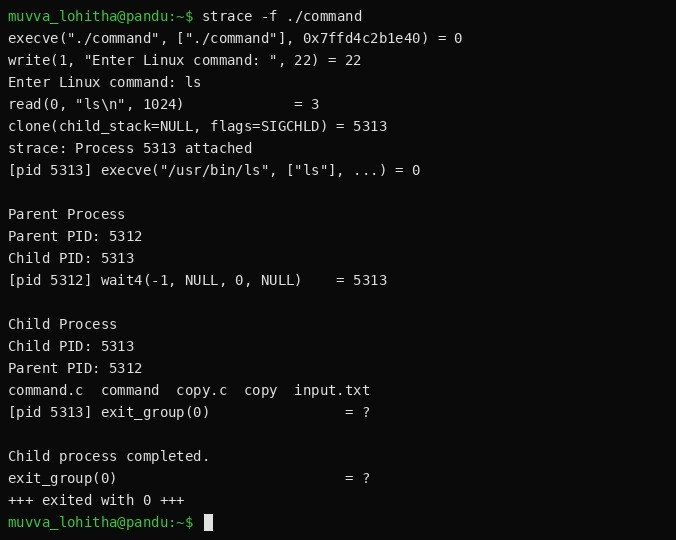 muvva_lohitha@pandu:~$ strace -f ./command
execve("./command", ["./command"], 0x7ffd4c2b1e40) = 0
write(1, "Enter Linux command: ", 22) = 22
Enter Linux command: ls
read(0, "ls\n", 1024)             = 3
clone(child_stack=NULL, flags=SIGCHLD) = 5313
strace: Process 5313 attached
[pid 5313] execve("/usr/bin/ls", ["ls"], ...) = 0
Parent Process
Parent PID: 5312
Child PID: 5313
[pid 5312] wait4(-1, NULL, 0, NULL)    = 5313
Child Process
Child PID: 5313
Parent PID: 5312
command.c  command  copy.c  copy  input.txt
[pid 5313] exit_group(0)                = ?
Child process completed.
exit_group(0)                           = ?
+++ exited with 0 +++
muvva_lohitha@pandu:~$